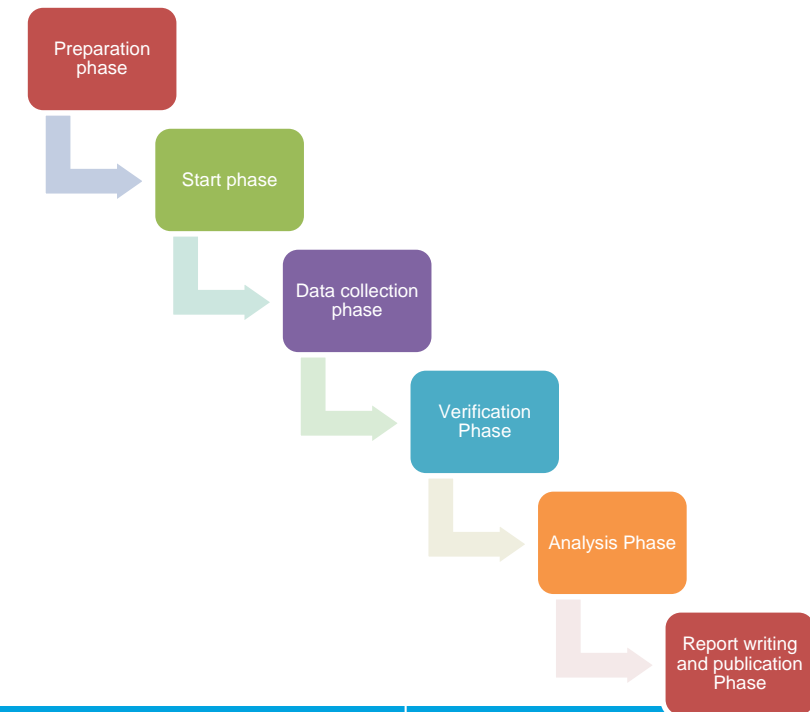 Preparation
phase
Start phase
Data collection
phase
Verification
Phase
Analysis Phase
Report writing
and publication
Phase